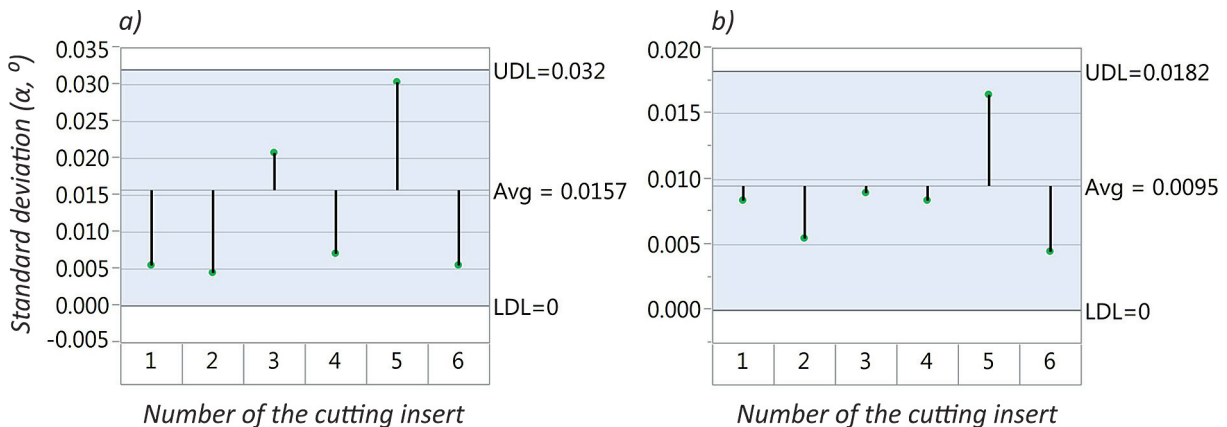 a)
Standard deviation (α, º)
0.035
0.030
0.025
0.020
0.015
0.010
0.005
0.000
-0.005
UDL=0.032
Avg = 0.0157
LDL=0
1 2 3 4 5 6
Number of the cutting insert
b)
0.020
0.015
0.010
0.005
0.000
UDL=0.0182
Avg = 0.0095
LDL=0
1 2 3 4 5 6
Number of the cutting insert